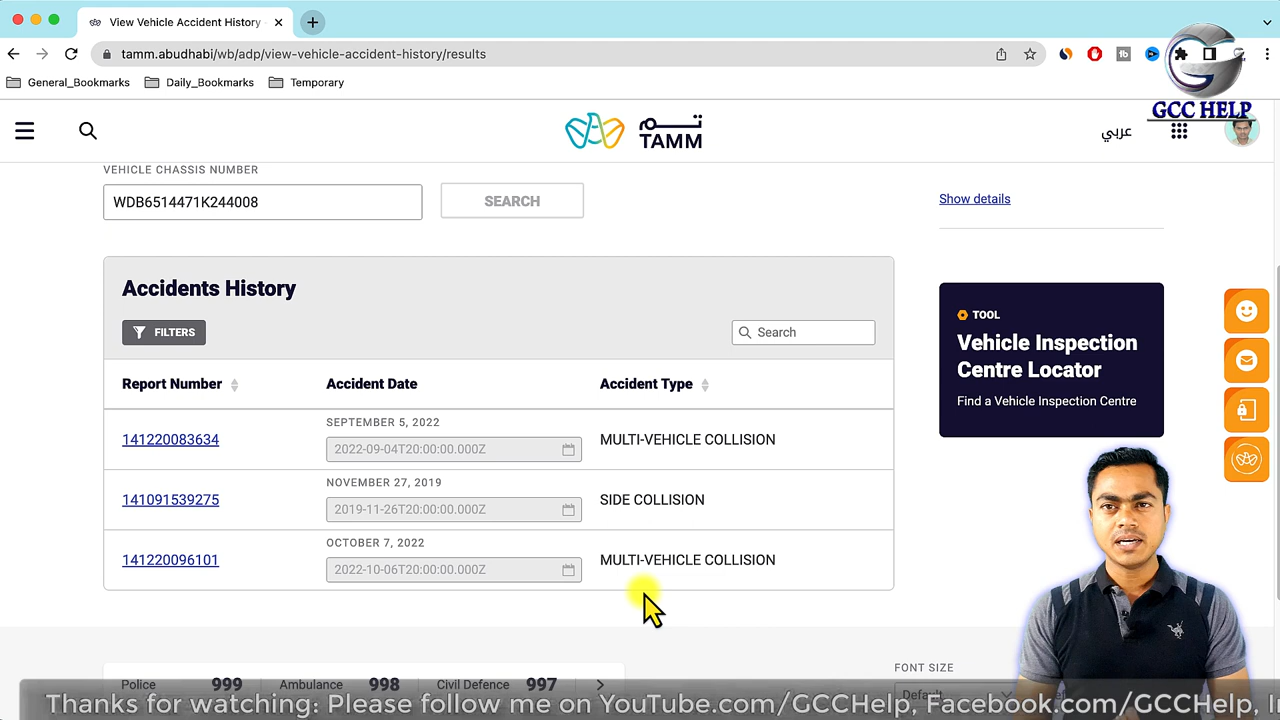 View Vehicle Accident History
tamm.abudhabi/wb/adp/view-vehicle-accident-history/results
General_Bookmarks Daily_Bookmarks Temporary
GCC HELP
تم
TAMM
عربي
VEHICLE CHASSIS NUMBER
WDB6514471K244008
SEARCH
Show details
Accidents History
FILTERS
Search
Report Number Accident Date Accident Type
SEPTEMBER 5, 2022
141220083634 2022-09-04T20:00:00.000Z MULTI-VEHICLE COLLISION
NOVEMBER 27, 2019
141091539275 2019-11-26T20:00:00.000Z SIDE COLLISION
OCTOBER 7, 2022
141220096101 2022-10-06T20:00:00.000Z MULTI-VEHICLE COLLISION
TOOL
Vehicle Inspection
Centre Locator
Find a Vehicle Inspection Centre
Police 999 Ambulance 998 Civil Defence 997
FONT SIZE
Default
Thanks for watching: Please follow me on YouTube.com/GCCHelp, Facebook.com/GCCHelp, I